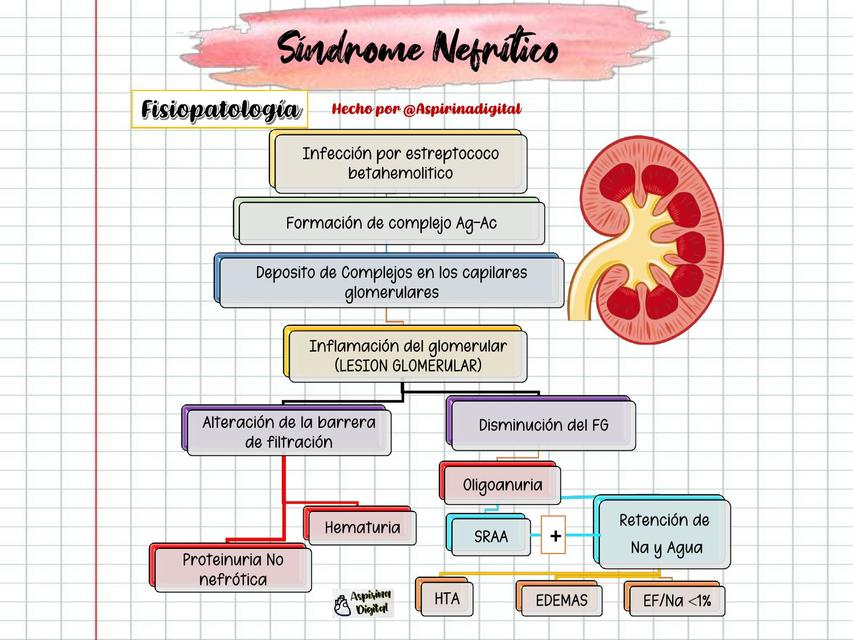 Síndrome Nefrítico
Fisiopatología
Hecho por @Aspirinadigital
Infección por estreptococo
betahemolitico
Formación de complejo Ag-Ac
Deposito de Complejos en los capilares
glomerulares
Inflamación del glomerular
(LESION GLOMERULAR)
Alteración de la barrera
de filtración
Disminución del FG
Oligoanuria
Hematuria
SRAA
+
Retención de
Na y Agua
Proteinuria No
nefrótica
HTA
EDEMAS
EF/Na <1%
Aspirina
Digital